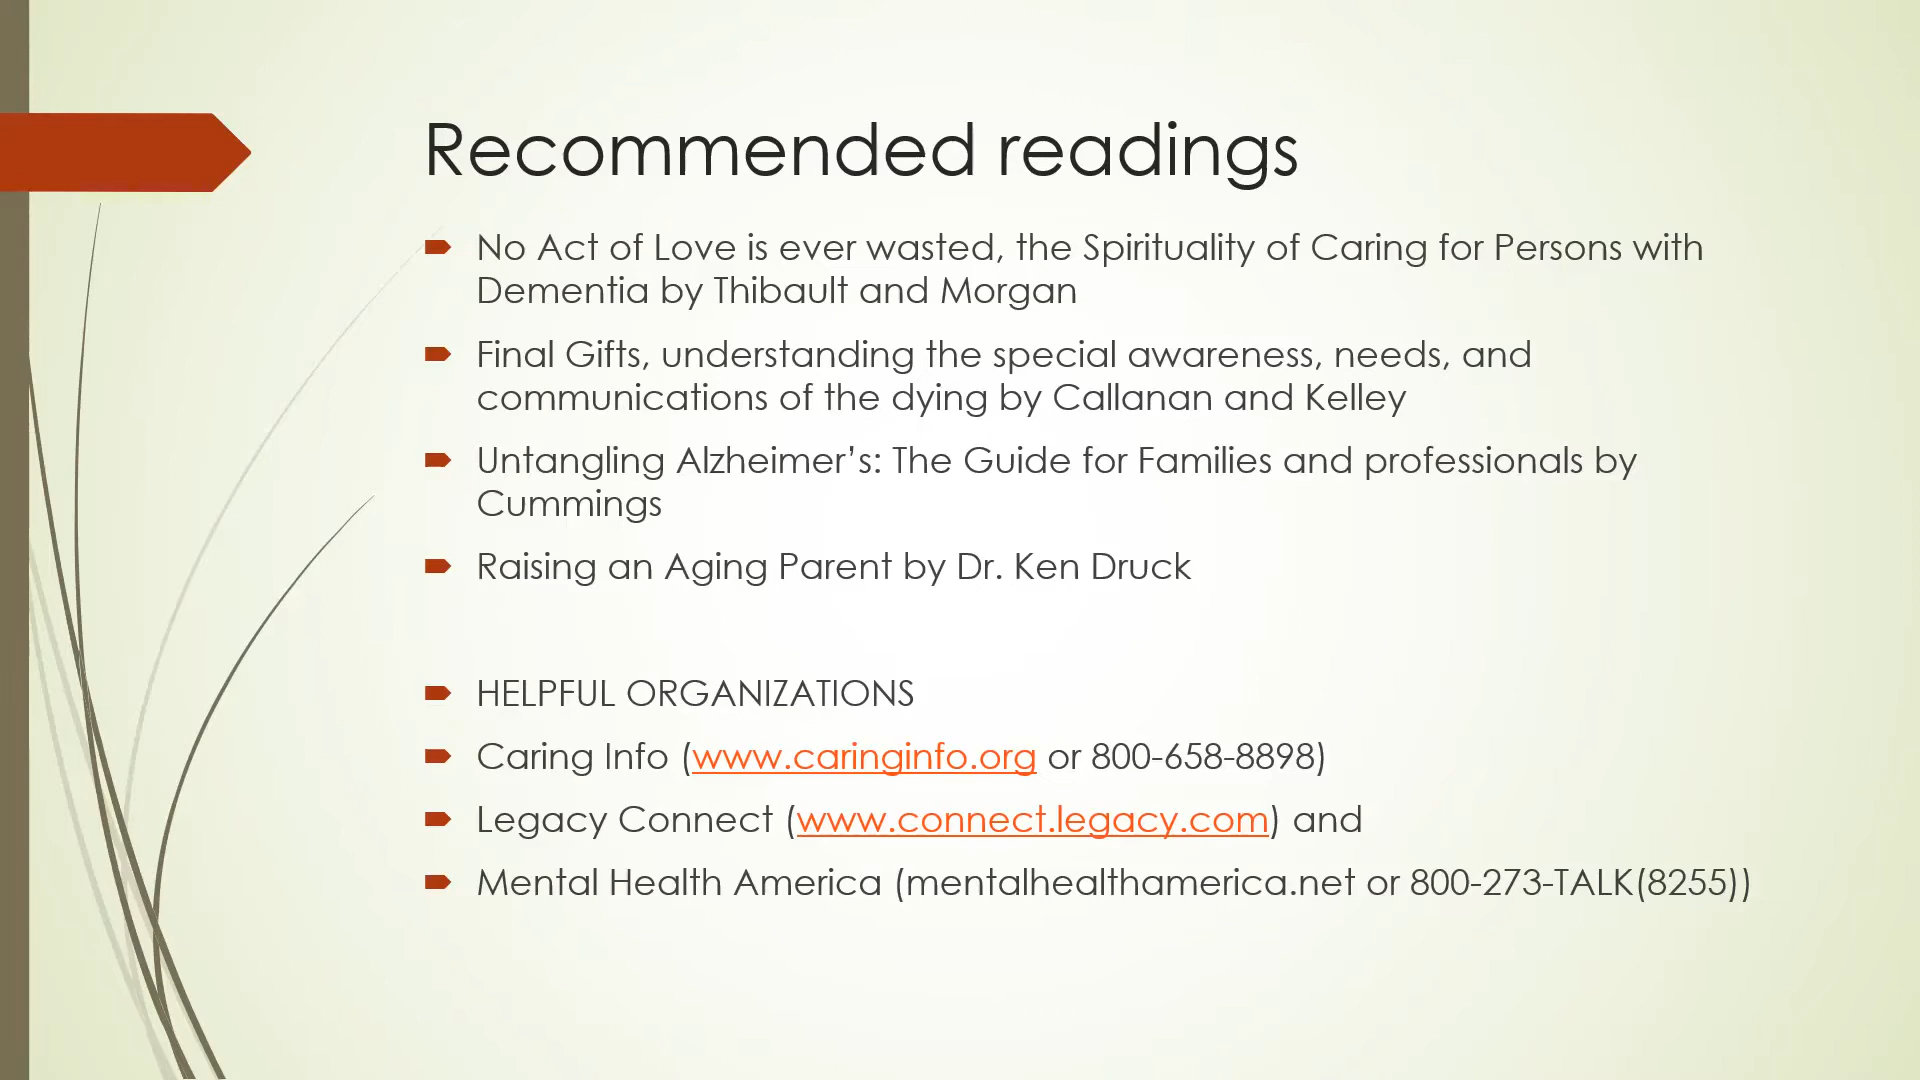 Recommended readings
No Act of Love is ever wasted, the Spirituality of Caring for Persons with
Dementia by Thibault and Morgan
Final Gifts, understanding the special awareness, needs, and
communications of the dying by Callanan and Kelley
Untangling Alzheimer’s: The Guide for Families and professionals by
Cummings
Raising an Aging Parent by Dr. Ken Druck
HELPFUL ORGANIZATIONS
Caring Info (www.caringinfo.org or 800-658-8898)
Legacy Connect (www.connect.legacy.com) and
Mental Health America (mentalhealthamerica.net or 800-273-TALK(8255))